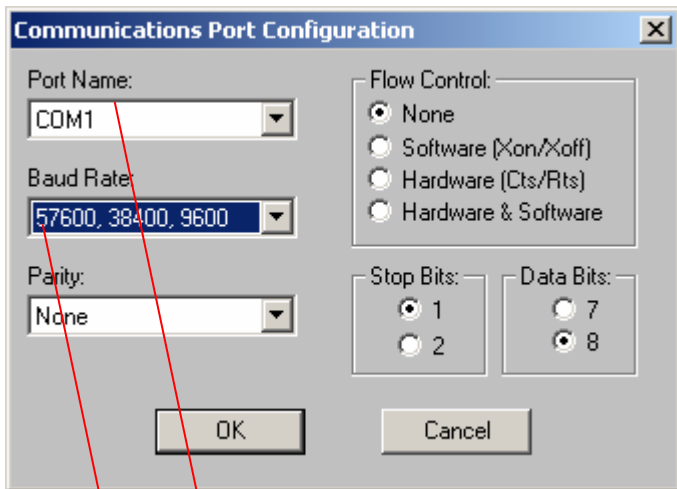 Communications Port Configuration
Port Name:
COM1
Baud Rate:
57600, 38400, 9600
Parity:
None
Flow Control:
None
Software (Xon/Xoff)
Hardware (Cts/Rts)
Hardware & Software
Stop Bits:
1
2
Data Bits:
7
8
OK
Cancel